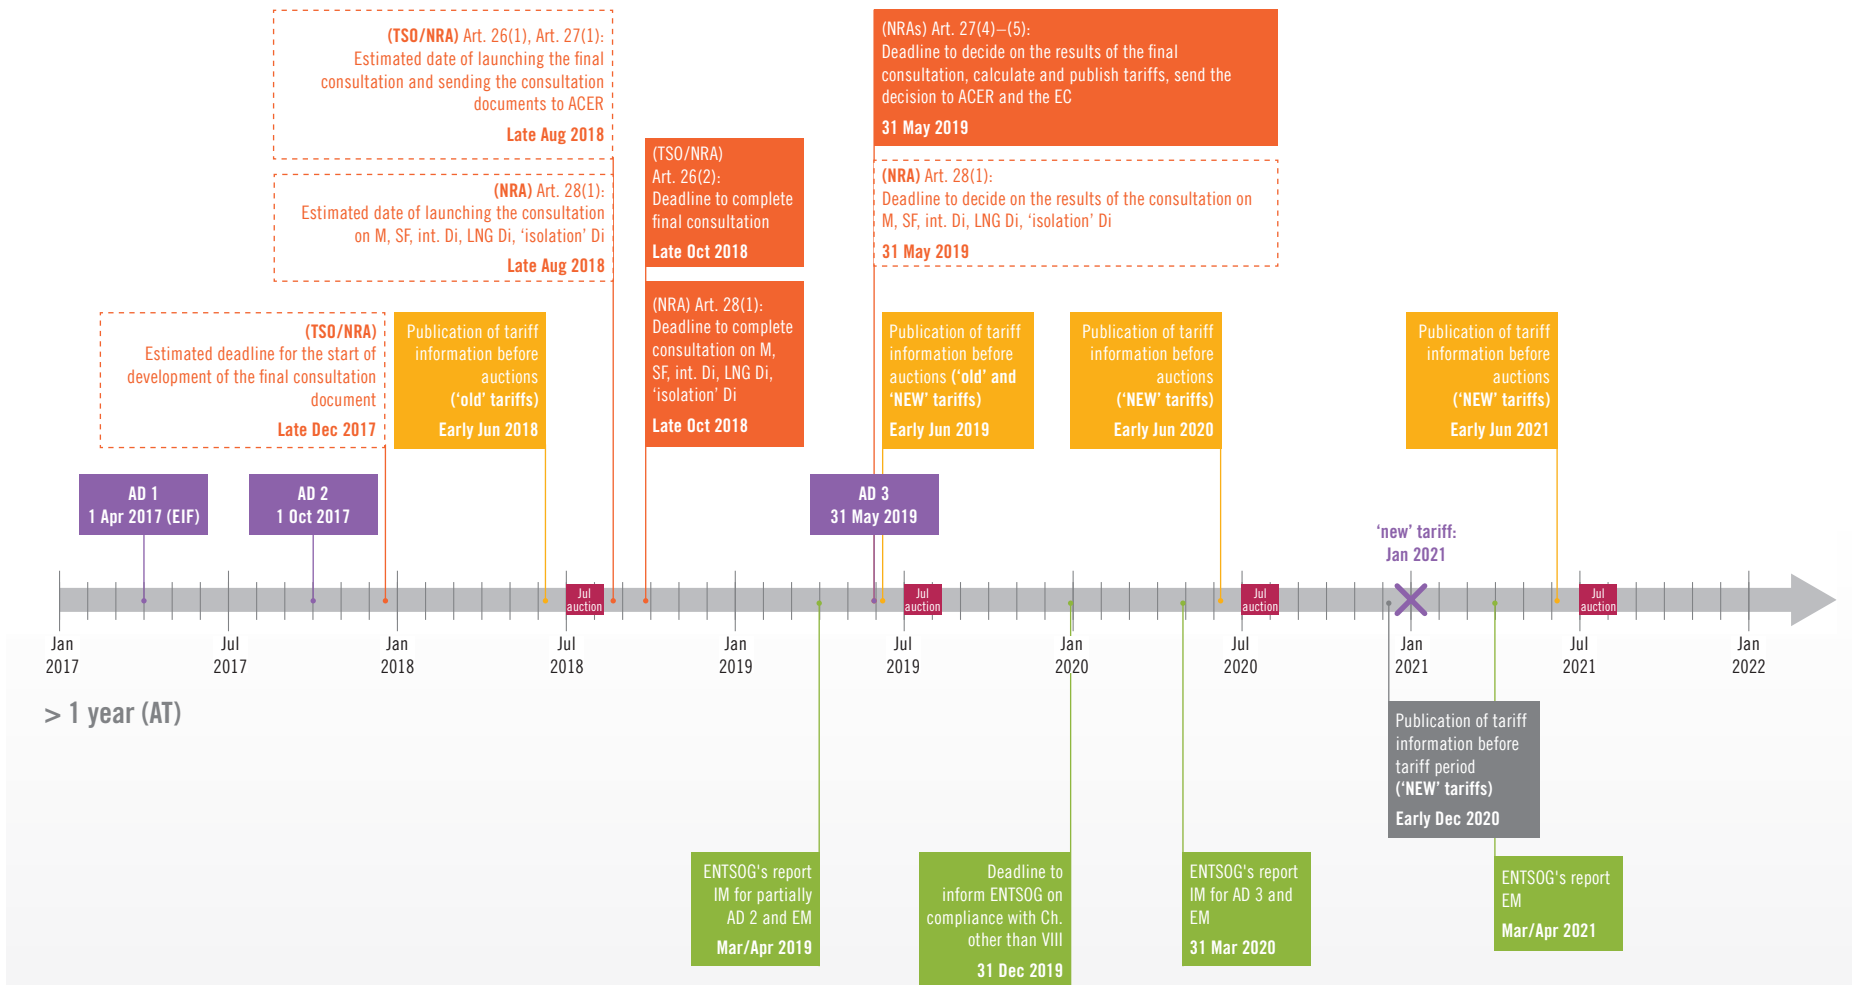 (TSO/NRA) Art. 26(1), Art. 27(1):
Estimated date of launching the final
consultation and sending the consultation
documents to ACER
Late Aug 2018
(NRA) Art. 28(1):
Estimated date of launching the consultation
on M, SF, int. Di, LNG Di, ‘isolation’ Di
Late Aug 2018
(TSO/NRA)
Art. 26(2):
Deadline to complete
final consultation
Late Oct 2018
(NRA) Art. 28(1):
Deadline to complete
consultation on M,
SF, int. Di, LNG Di,
‘isolation’ Di
Late Oct 2018
(NRAs) Art. 27(4)–(5):
Deadline to decide on the results of the final
consultation, calculate and publish tariffs, send the
decision to ACER and the EC
31 May 2019
(NRA) Art. 28(1):
Deadline to decide on the results of the consultation on
M, SF, int. Di, LNG Di, ‘isolation’ Di
31 May 2019
(TSO/NRA)
Estimated deadline for the start of
development of the final consultation
document
Late Dec 2017
Publication of tariff
information before
auctions
(‘old’ tariffs)
Early Jun 2018
Publication of tariff
information before
auctions (‘old’ and
‘NEW’ tariffs)
Early Jun 2019
Publication of tariff
information before
auctions
(‘NEW’ tariffs)
Early Jun 2020
Publication of tariff
information before
auctions
(‘NEW’ tariffs)
Early Jun 2021
AD 1
1 Apr 2017 (EIF)
AD 2
1 Oct 2017
AD 3
31 May 2019
‘new’ tariff:
Jan 2021
Jul
auction
Jul
auction
Jul
auction
Jul
auction
Jan
2017
Jul
2017
Jan
2018
Jul
2018
Jan
2019
Jul
2019
Jan
2020
Jul
2020
Jan
2021
Jul
2021
Jan
2022
> 1 year (AT)
Publication of tariff
information before
tariff period
(‘NEW’ tariffs)
Early Dec 2020
ENTSOG's report
IM for partially
AD 2 and EM
Mar/Apr 2019
Deadline to
inform ENTSOG on
compliance with Ch.
other than VIII
31 Dec 2019
ENTSOG's report
IM for AD 3 and
EM
31 Mar 2020
ENTSOG's report
EM
Mar/Apr 2021